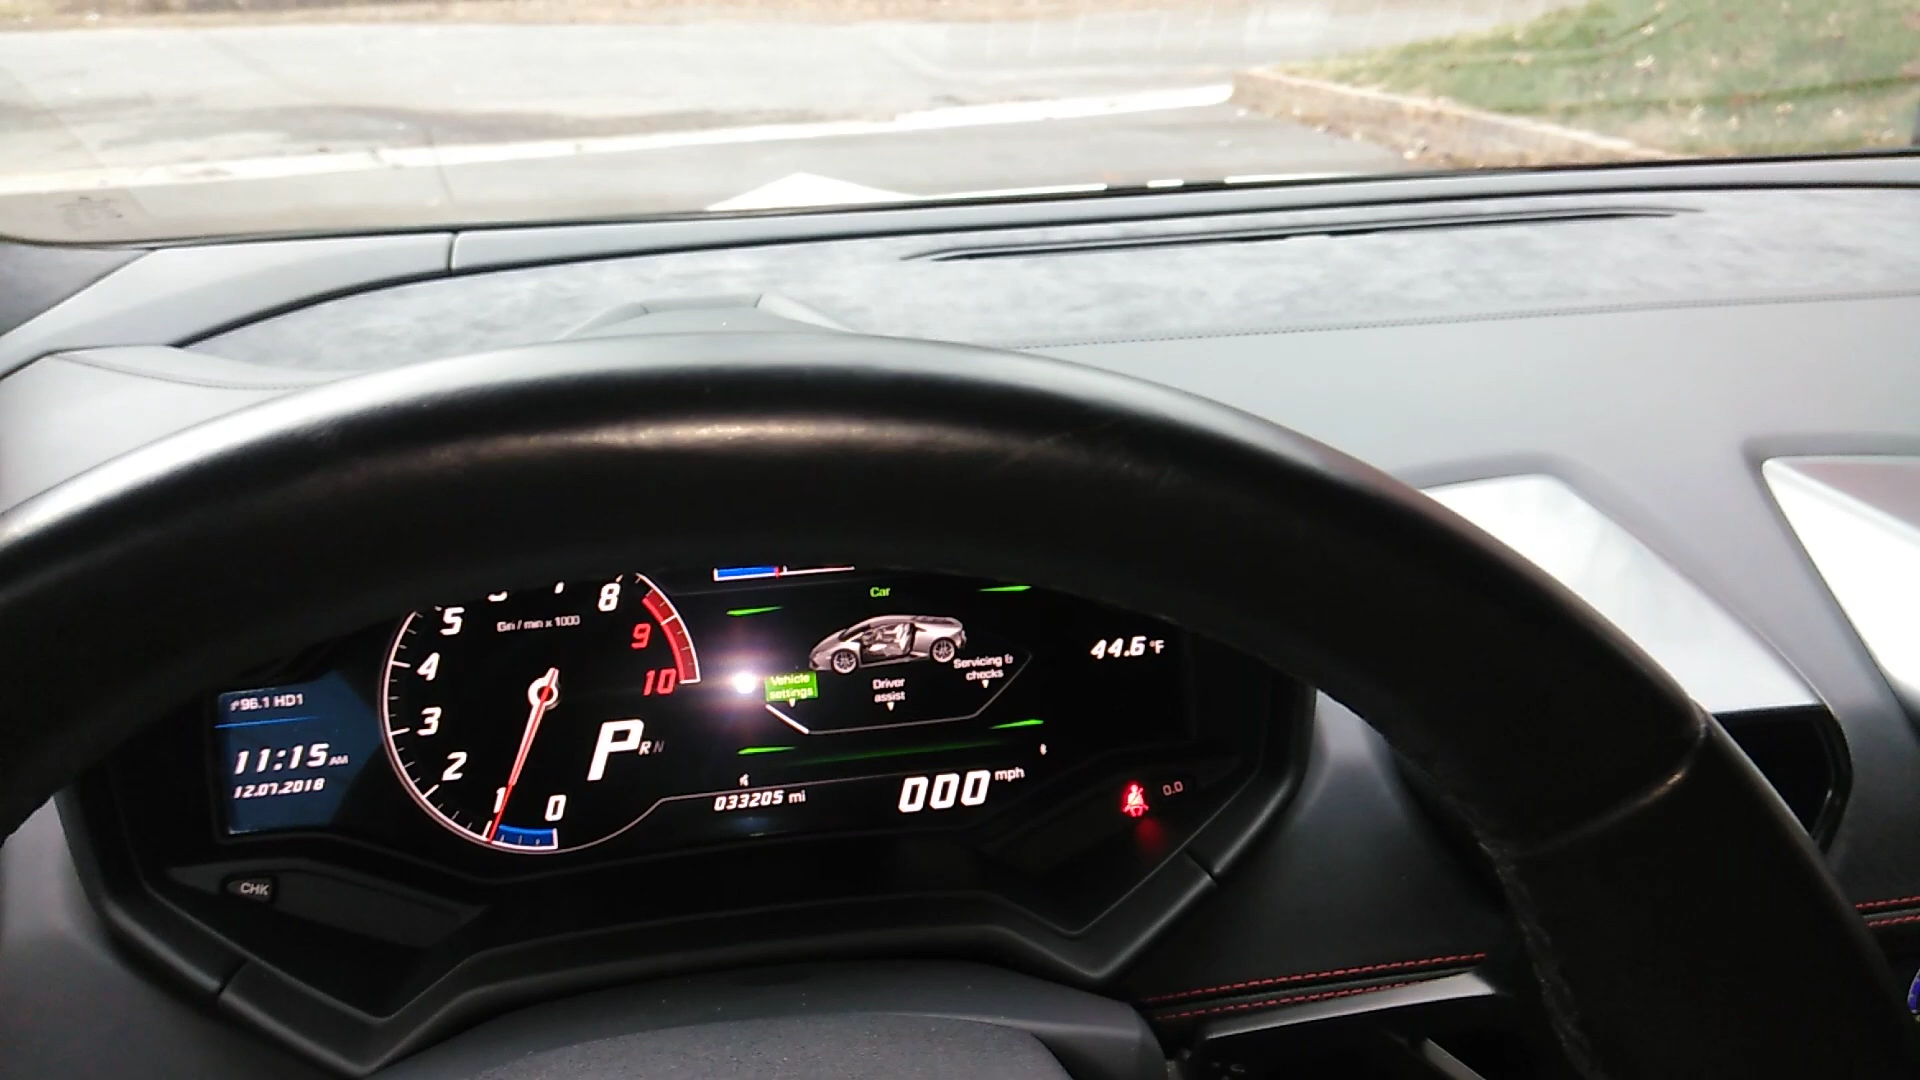 5
8
Giri / min x 1000
9
4
10
3
2
1
0
96.1 HD1
11:15 AM
12.07.2018
P R N
Car
Vehicle
settings
Driver
assist
Servicing &
checks
44.6 °F
033205 mi
000 mph
0.0
CHK